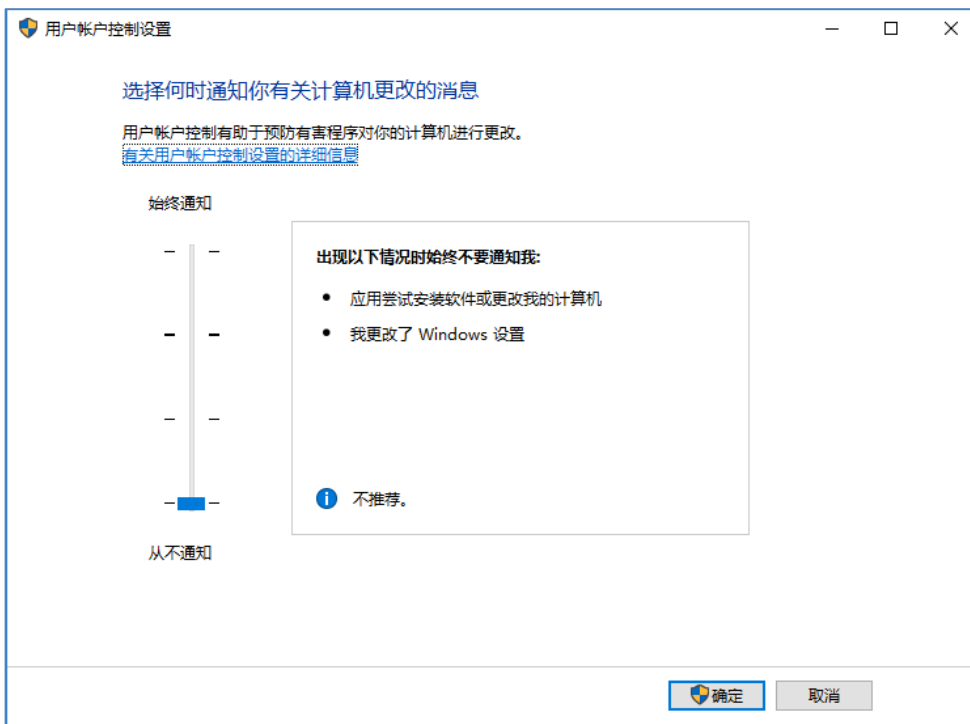 用户帐户控制设置
选择何时通知你有关计算机更改的消息
用户帐户控制有助于预防有害程序对你的计算机进行更改。
有关用户帐户控制设置的详细信息
始终通知
出现以下情况时始终不要通知我:
• 应用尝试安装软件或更改我的计算机
• 我更改了 Windows 设置
不推荐。
从不通知
确定
取消